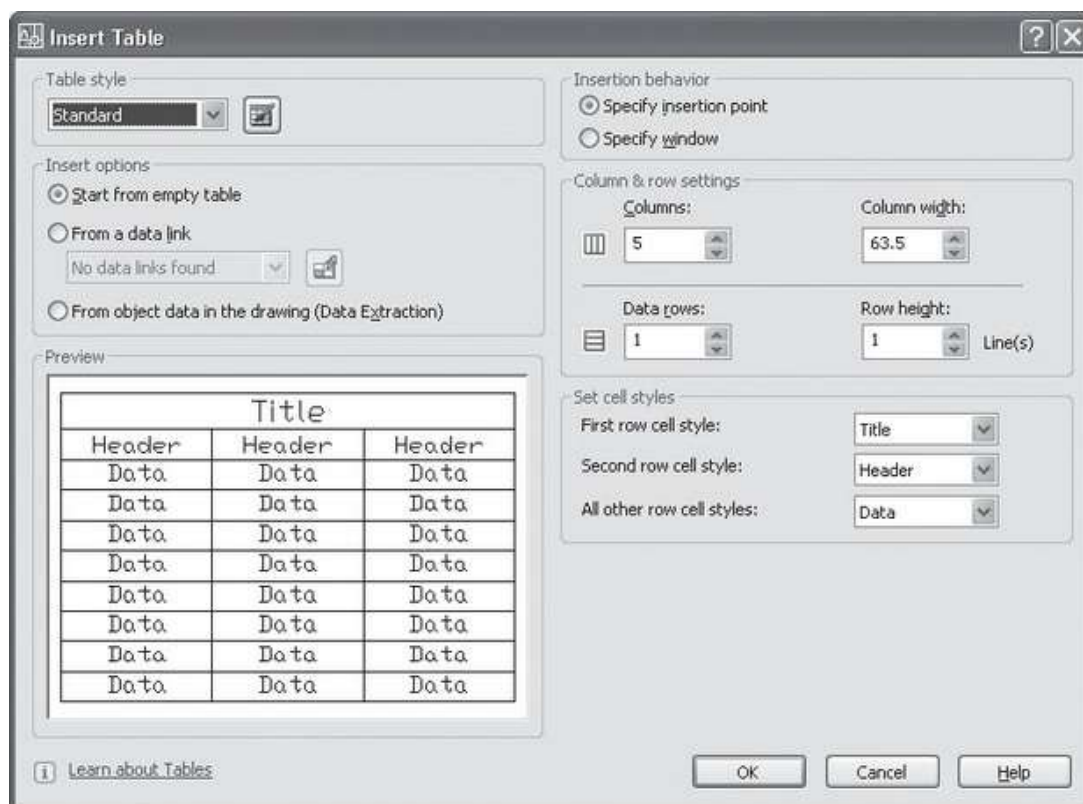 Insert Table
Table style
Standard
Insert options
Start from empty table
From a data link
No data links found
From object data in the drawing (Data Extraction)
Preview
Title
Header Header Header
Data Data Data
Data Data Data
Data Data Data
Data Data Data
Data Data Data
Data Data Data
Data Data Data
Data Data Data
Insertion behavior
Specify insertion point
Specify window
Column & row settings
Columns: Column width:
5 63.5
Data rows: Row height:
1 1 Line(s)
Set cell styles
First row cell style: Title
Second row cell style: Header
All other row cell styles: Data
Learn about Tables
OK Cancel Help